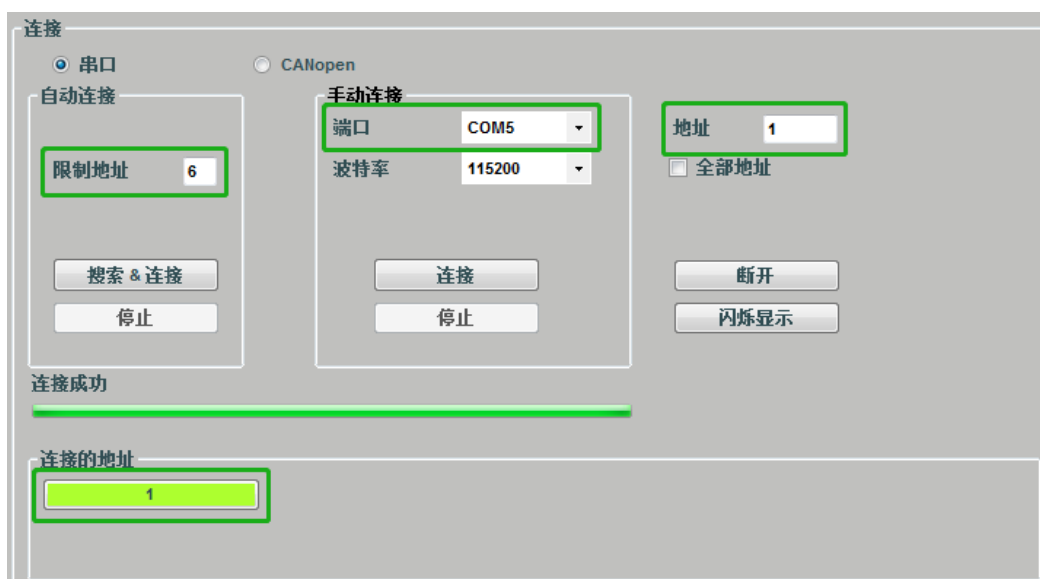 连接
串口 CANopen
自动连接 手动连接
端口 COM5 地址 1
限制地址 6 波特率 115200 全部地址
搜索 & 连接 连接 断开
停止 停止 闪烁显示
连接成功
连接的地址
1